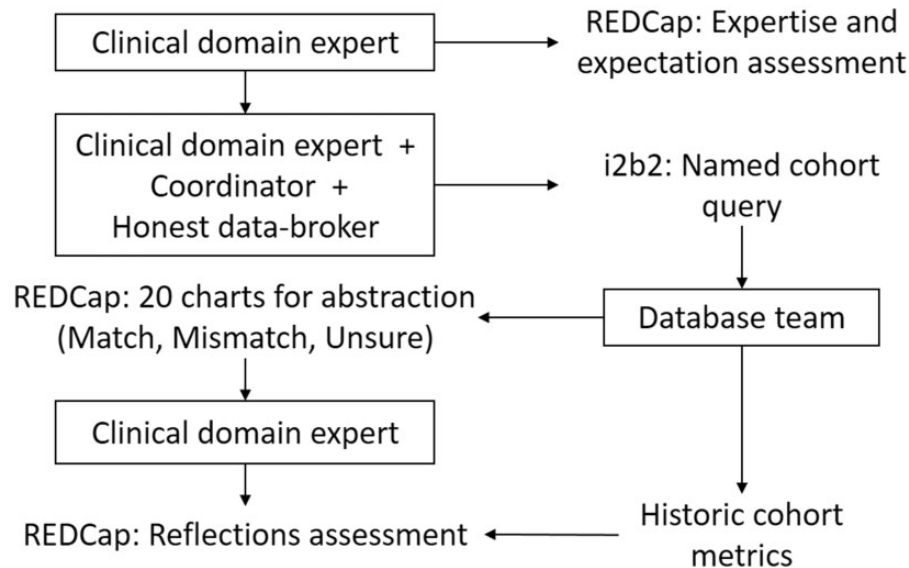 Clinical domain expert
REDCap: Expertise and
expectation assessment
Clinical domain expert +
Coordinator +
Honest data-broker
i2b2: Named cohort
query
REDCap: 20 charts for abstraction
(Match, Mismatch, Unsure)
Database team
Clinical domain expert
REDCap: Reflections assessment
Historic cohort
metrics